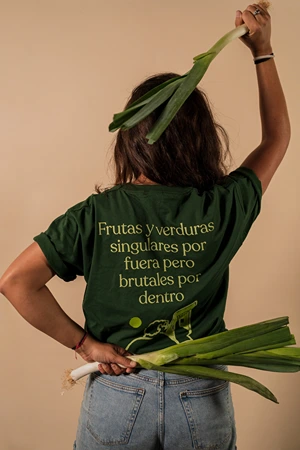 Frutas y verduras
singulares por
fuera pero
brutales por
dentro